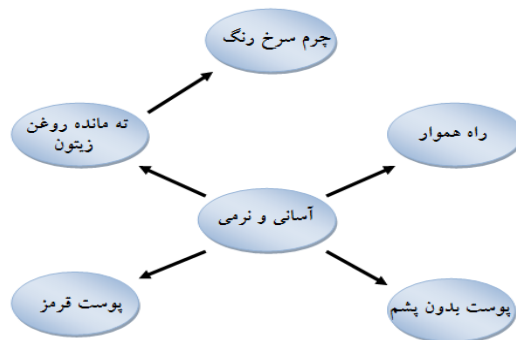 چرم سرخ رنگ
ته مانده روغن
زیتون
راه هموار
آسانی و نرمی
پوست قرمز
پوست بدون پشم